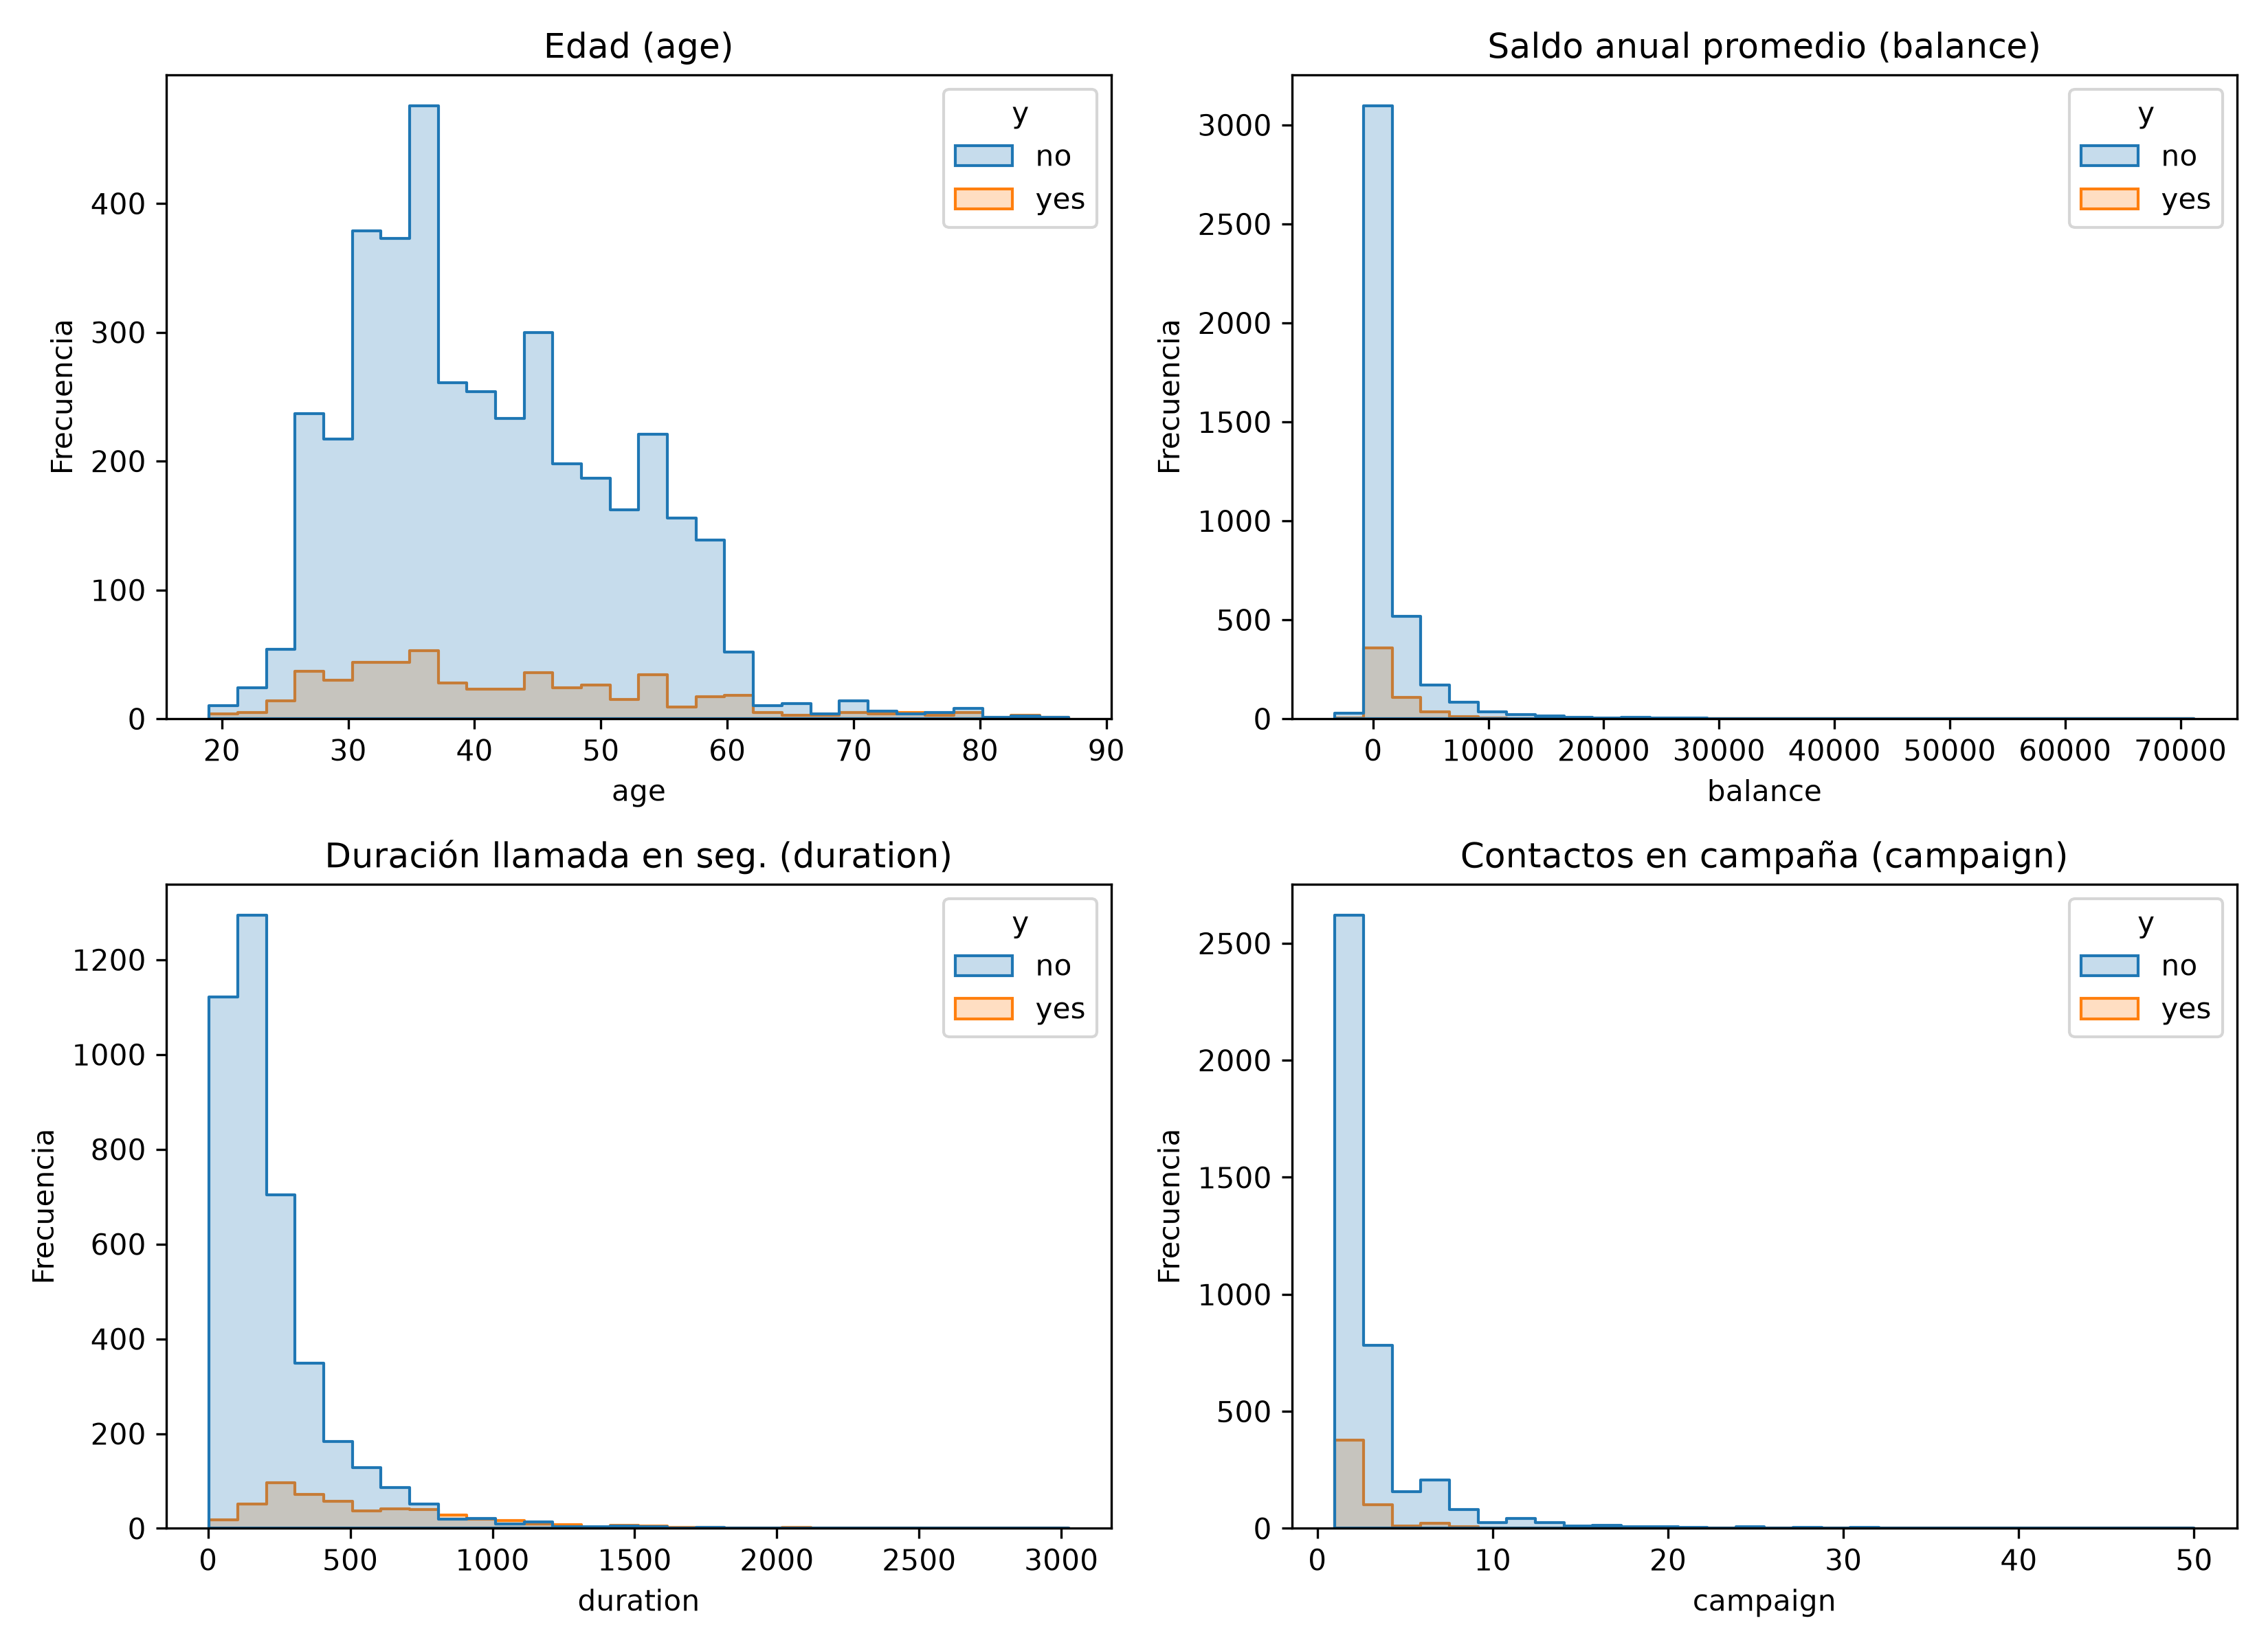 Edad (age)
Frecuencia
400
300
200
100
0
20 30 40 50 60 70 80 90
age
y
no
yes
Saldo anual promedio (balance)
Frecuencia
3000
2500
2000
1500
1000
500
0
0 10000 20000 30000 40000 50000 60000 70000
balance
y
no
yes
Duración llamada en seg. (duration)
Frecuencia
1200
1000
800
600
400
200
0
0 500 1000 1500 2000 2500 3000
duration
y
no
yes
Contactos en campaña (campaign)
Frecuencia
2500
2000
1500
1000
500
0
0 10 20 30 40 50
campaign
y
no
yes